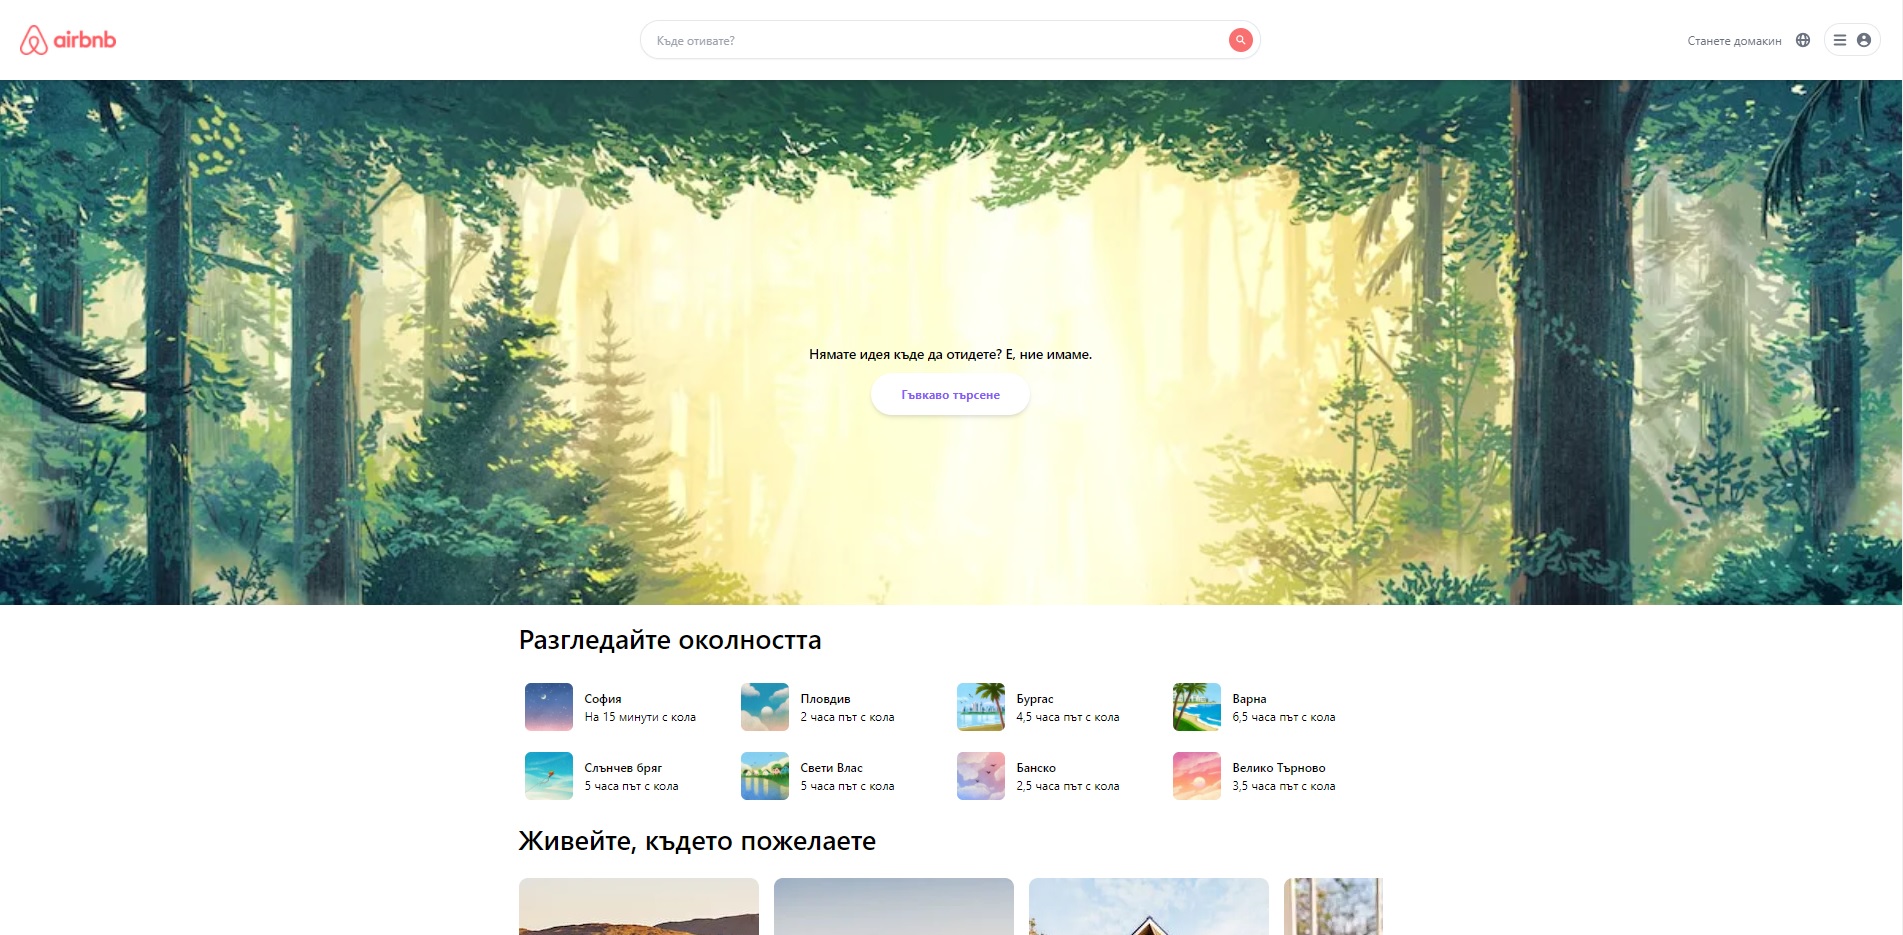 airbnb
Къде отивате?
Станете домакин
Нямате идея къде да отидете? Е, ние имаме.
Гъвкаво търсене
Разгледайте околността
София
На 15 минути с кола
Пловдив
2 часа път с кола
Бургас
4,5 часа път с кола
Варна
6,5 часа път с кола
Слънчев бряг
5 часа път с кола
Свети Влас
5 часа път с кола
Банско
2,5 часа път с кола
Велико Търново
3,5 часа път с кола
Живейте, където пожелаете